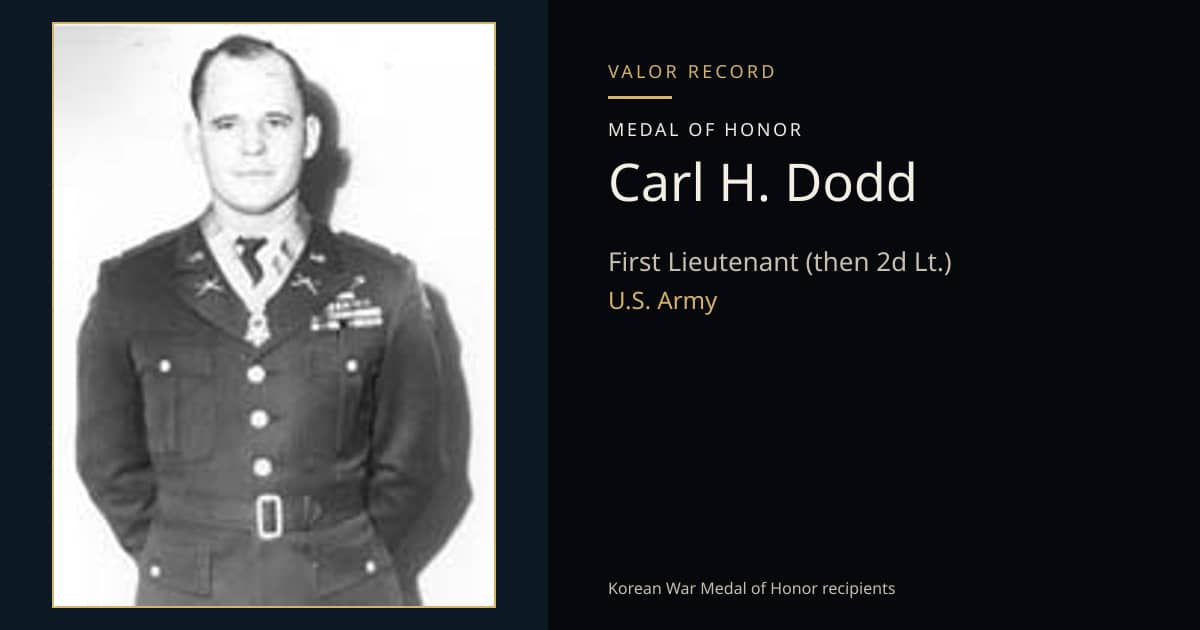 VALOR RECORD
MEDAL OF HONOR
Carl H. Dodd
First Lieutenant (then 2d Lt.)
U.S. Army
Korean War Medal of Honor recipients